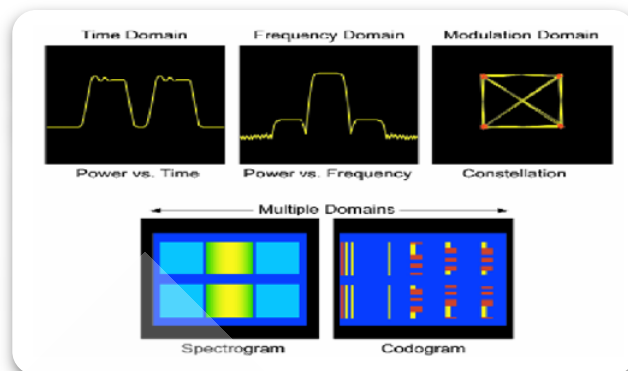 Time Domain
Frequency Domain
Modulation Domain
Power vs. Time
Power vs. Frequency
Constellation
Multiple Domains
Spectrogram
Codogram